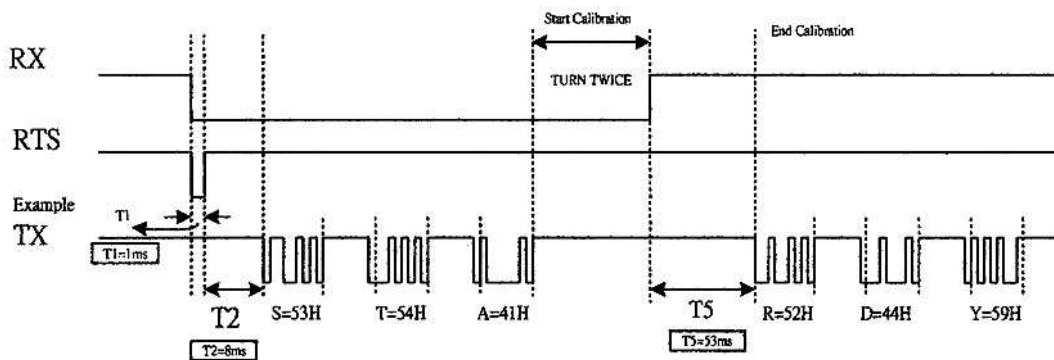 Start Calibration
End Calibration
RX
TURN TWICE
RTS
Example
T1
TX
T1=1ms
T2
S=53H
T=54H
A=41H
T5
R=52H
D=44H
Y=59H
T2=8ms
T5=53ms